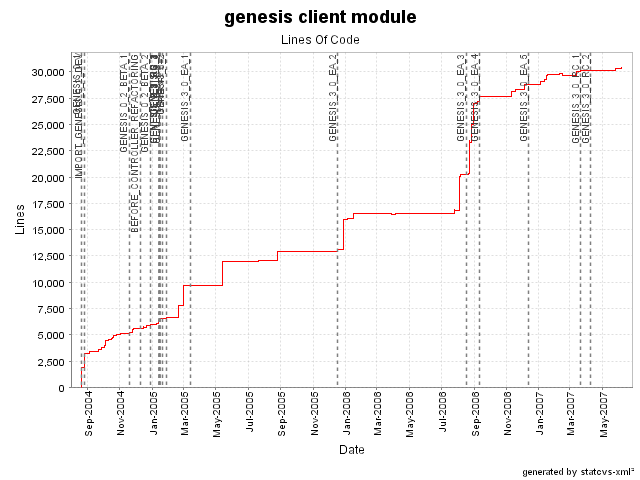 genesis client module
Lines Of Code
Lines
30,000
27,500
25,000
22,500
20,000
17,500
15,000
12,500
10,000
7,500
5,000
2,500
0
GENESIS_0_2_BETA_1
BEFORE_CONTROLLER_REFACTORING
GENESIS_0_2_BETA_2
GENESIS_3_0_EA_1
GENESIS_3_0_EA_2
GENESIS_3_0_EA_3
GENESIS_3_0_EA_4
GENESIS_3_0_EA_5
GENESIS_3_0_RC_1
GENESIS_3_0_RC_2
Sep-2004
Nov-2004
Jan-2005
Mar-2005
May-2005
Jul-2005
Sep-2005
Nov-2005
Jan-2006
Mar-2006
May-2006
Jul-2006
Sep-2006
Nov-2006
Jan-2007
Mar-2007
May-2007
Date
generated by statcvs-xml²